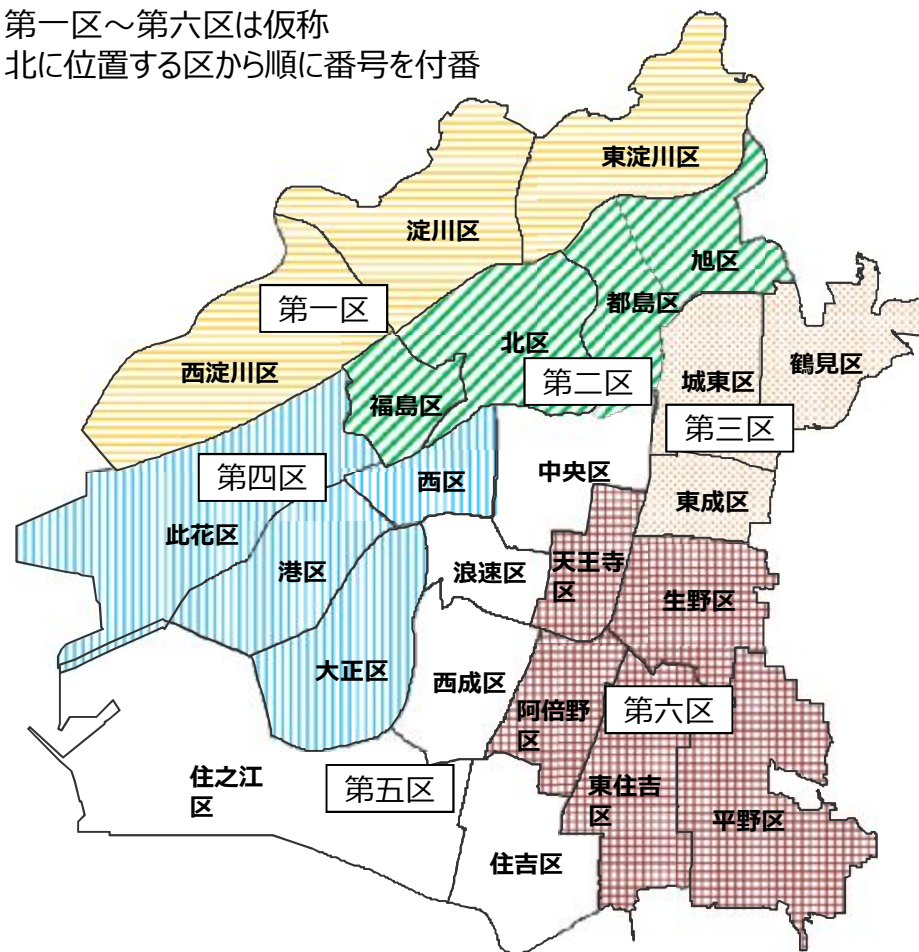 第一区～第六区は仮称
北に位置する区から順に番号を付番
東淀川区
淀川区
旭区
第一区
都島区
北区
鶴見区
西淀川区
第二区
城東区
福島区
第三区
中央区
第四区
西区
東成区
此花区
浪速区
天王寺
区
港区
生野区
大正区
西成区
阿倍野
区
第六区
住之江
区
第五区
東住吉
区
平野区
住吉区